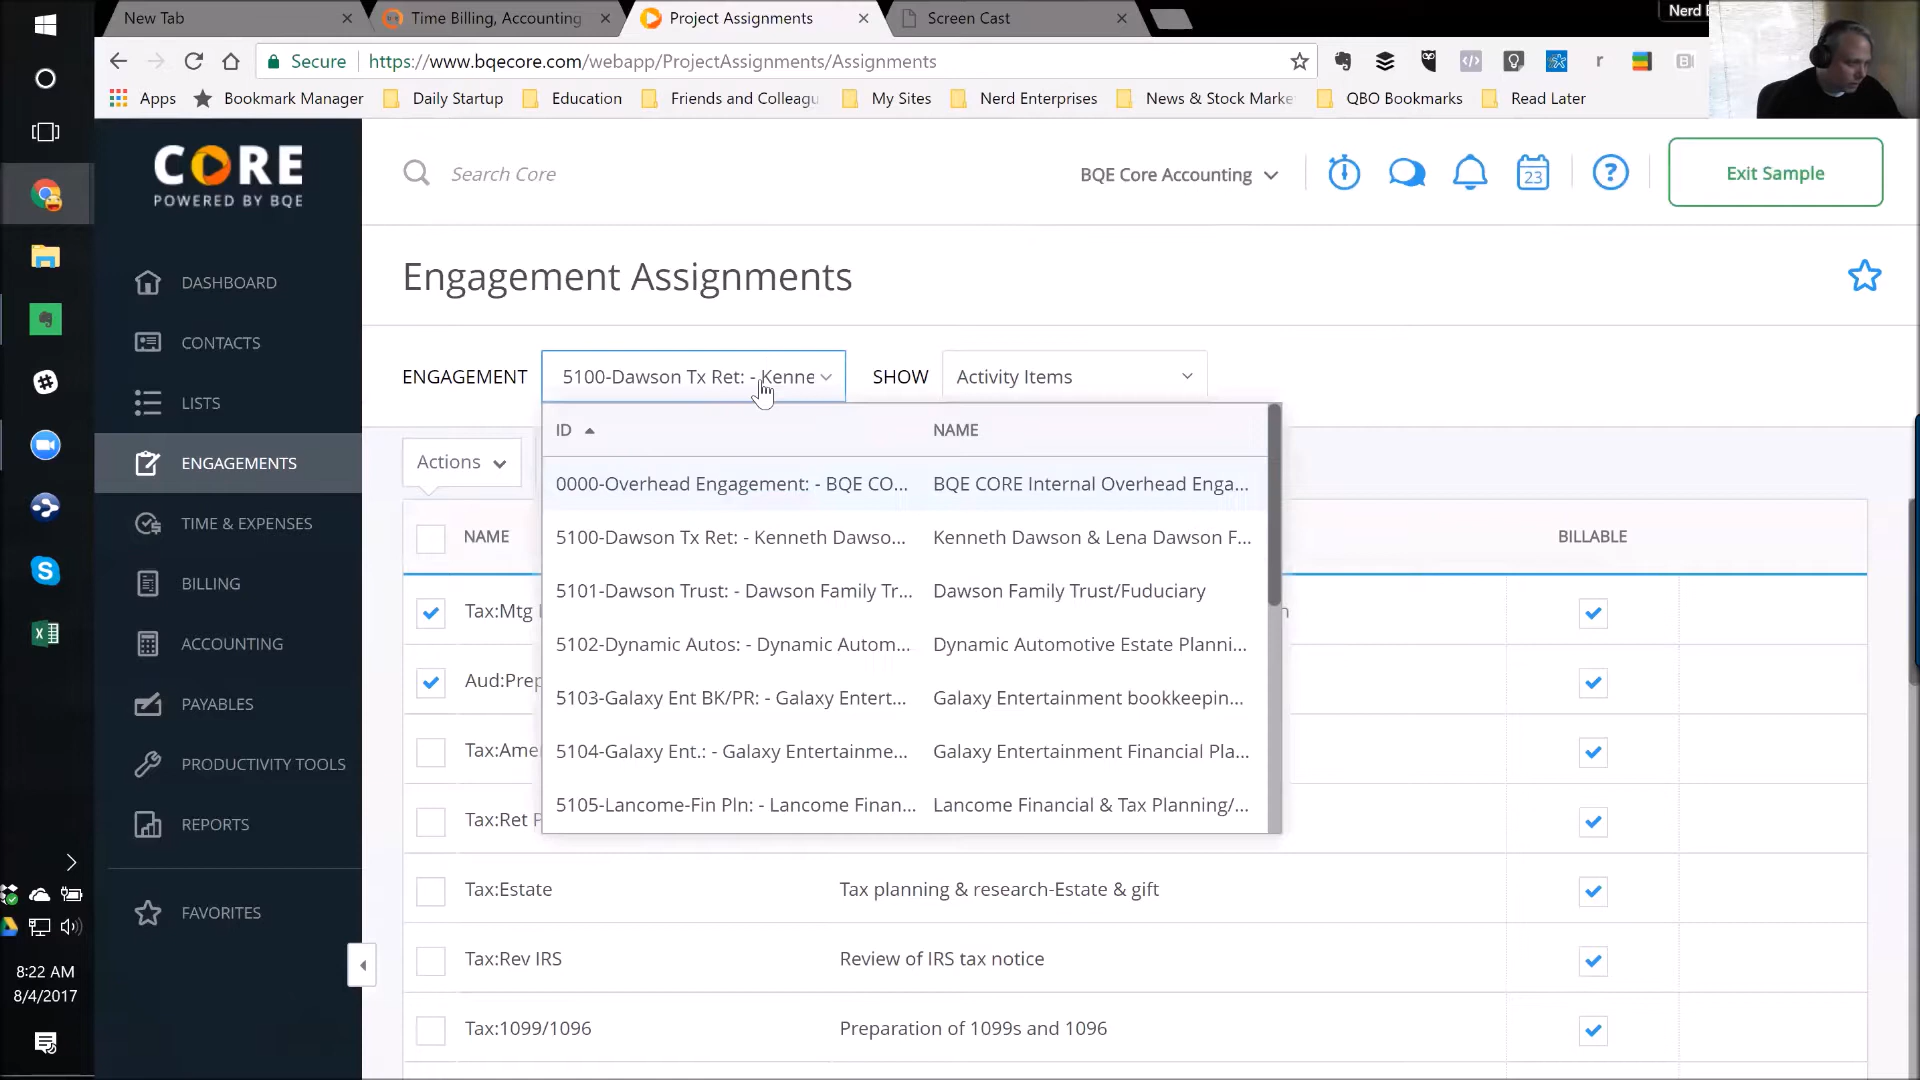 New Tab
Time Billing, Accounting
Project Assignments
Screen Cast
Nerd
Secure
https://www.bqecore.com/webapp/ProjectAssignments/Assignments
Apps
Bookmark Manager
Daily Startup
Education
Friends and Colleagu
My Sites
Nerd Enterprises
News & Stock Marke
QBO Bookmarks
Read Later
CORE
POWERED BY BQE
Search Core
BQE Core Accounting
23
Exit Sample
DASHBOARD
CONTACTS
LISTS
ENGAGEMENTS
TIME & EXPENSES
BILLING
ACCOUNTING
PAYABLES
PRODUCTIVITY TOOLS
REPORTS
FAVORITES
Engagement Assignments
ENGAGEMENT
5100-Dawson Tx Ret: - Kenne
SHOW
Activity Items
Actions
ID
NAME
0000-Overhead Engagement: - BQE CO...
BQE CORE Internal Overhead Enga...
5100-Dawson Tx Ret: - Kenneth Dawso...
Kenneth Dawson & Lena Dawson F...
5101-Dawson Trust: - Dawson Family Tr...
Dawson Family Trust/Fuduciary
5102-Dynamic Autos: - Dynamic Autom...
Dynamic Automotive Estate Planni...
5103-Galaxy Ent BK/PR: - Galaxy Entert...
Galaxy Entertainment bookkeepin...
5104-Galaxy Ent.: - Galaxy Entertainme...
Galaxy Entertainment Financial Pla...
5105-Lancome-Fin Pln: - Lancome Finan...
Lancome Financial & Tax Planning/...
NAME
BILLABLE
Tax:Mtg
Aud:Prep
Tax:Ame
Tax:Ret P
Tax:Estate
Tax planning & research-Estate & gift
Tax:Rev IRS
Review of IRS tax notice
Tax:1099/1096
Preparation of 1099s and 1096
8:22 AM
8/4/2017